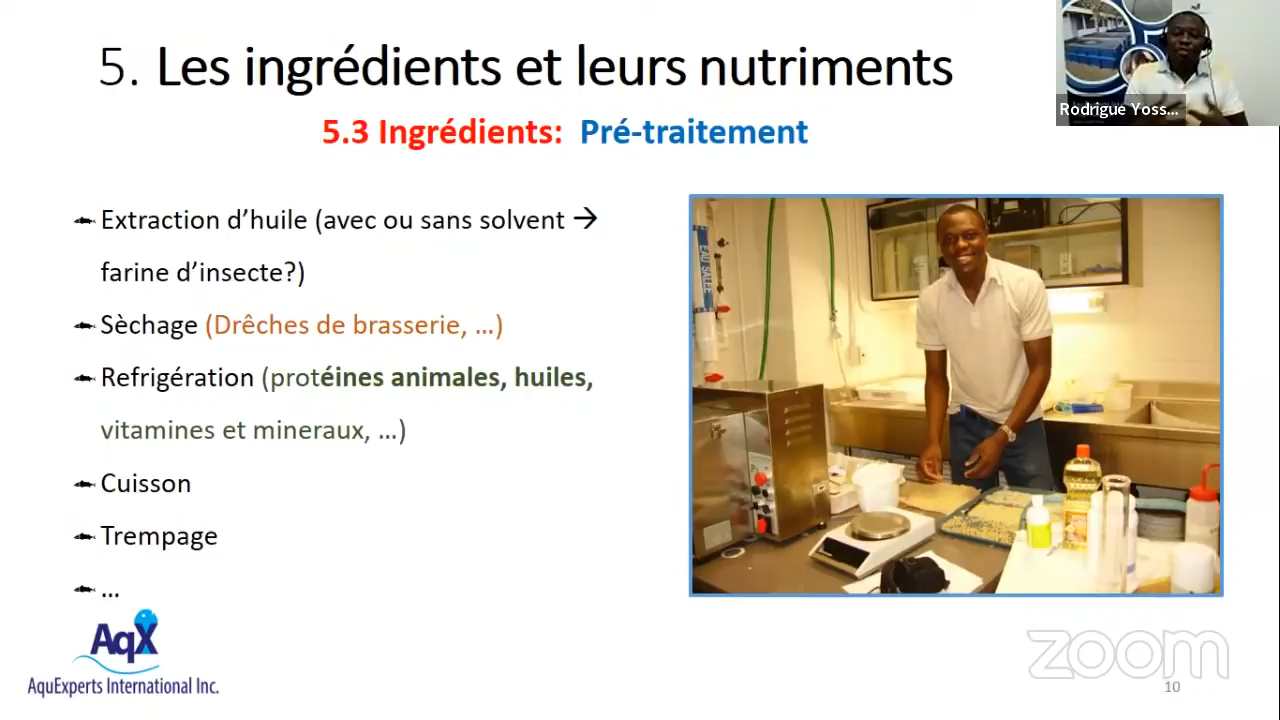 5. Les ingrédients et leurs nutriments
Rodrigue Yoss...
5.3 Ingrédients: Pré-traitement
Extraction d’huile (avec ou sans solvent →
farine d’insecte?)
Sèchage (Drêches de brasserie, …)
Refrigération (protéines animales, huiles,
vitamines et mineraux, …)
Cuisson
Trempage
…
EAU SALEE
AqX
AquExperts International Inc.
zoom
10